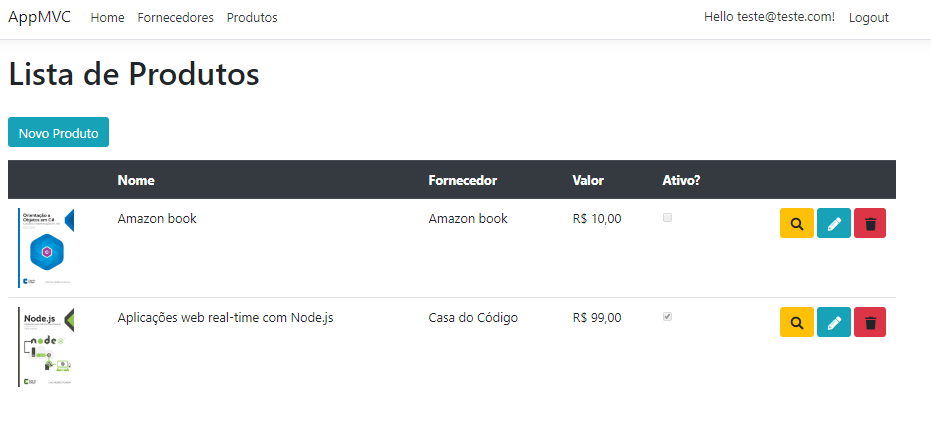 AppMVC Home Fornecedores Produtos Hello teste@teste.com! Logout
Lista de Produtos
Novo Produto
Nome Fornecedor Valor Ativo?
Orientação a
Objetos em C#
Amazon book Amazon book R$ 10,00
Node.js
Aplicações web real-time com Node.js Casa do Código R$ 99,00
node